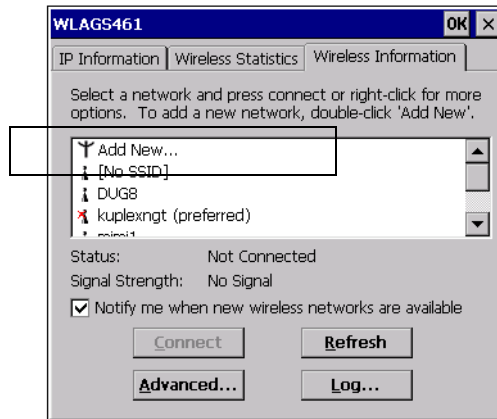 WLAGS461 OK ×
IP Information Wireless Statistics Wireless Information
Select a network and press connect or right-click for more
options. To add a new network, double-click 'Add New'.
Add New...
[No SSID]
DUG8
kuplexngt (preferred)
mimi1
Status: Not Connected
Signal Strength: No Signal
Notify me when new wireless networks are available
Connect Refresh
Advanced... Log...